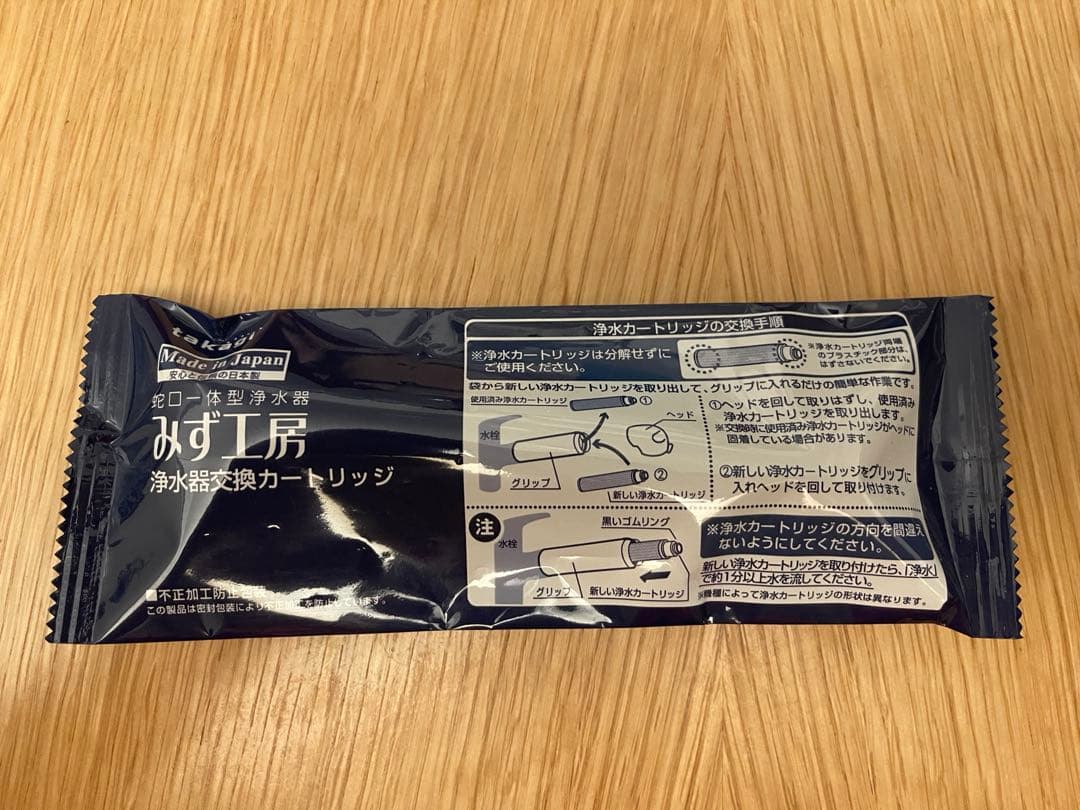 takagi
Made in Japan
安心と信頼の日本製
蛇口一体型浄水器
みず工房
浄水器交換カートリッジ
■不正加工防止包装
この製品は密封包装により不正加工を防止しています。
浄水カートリッジの交換手順
※浄水カートリッジは分解せずに
ご使用ください。
※浄水カートリッジ両端
のプラスチック部分は、
はずさないでください。
袋から新しい浄水カートリッジを取り出して、グリップに入れるだけの簡単な作業です。
使用済み浄水カートリッジ
①
ヘッド
水栓
グリップ
②
新しい浄水カートリッジ
①ヘッドを回して取りはずし、使用済み
浄水カートリッジを取り出します。
※交換時に使用済み浄水カートリッジがヘッドに
固着している場合があります。
②新しい浄水カートリッジをグリップに
入れヘッドを回して取り付けます。
注
黒いゴムリング
水栓
グリップ
新しい浄水カートリッジ
※浄水カートリッジの方向を間違え
ないようにしてください。
新しい浄水カートリッジを取り付けたら、「浄水」
で約1分以上水を流してください。
※機種によって浄水カートリッジの形状は異なります。